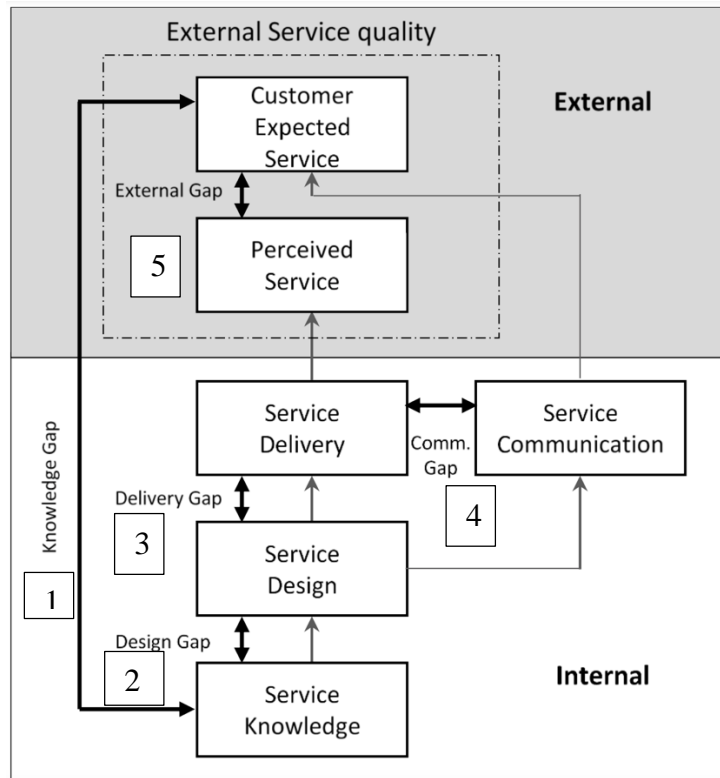 External Service quality
Customer
Expected
Service
External
External Gap
5
Perceived
Service
Service
Delivery
Service
Communication
Comm.
Gap
Knowledge Gap
Delivery Gap
4
3
Service
Design
1
Design Gap
2
Service
Knowledge
Internal